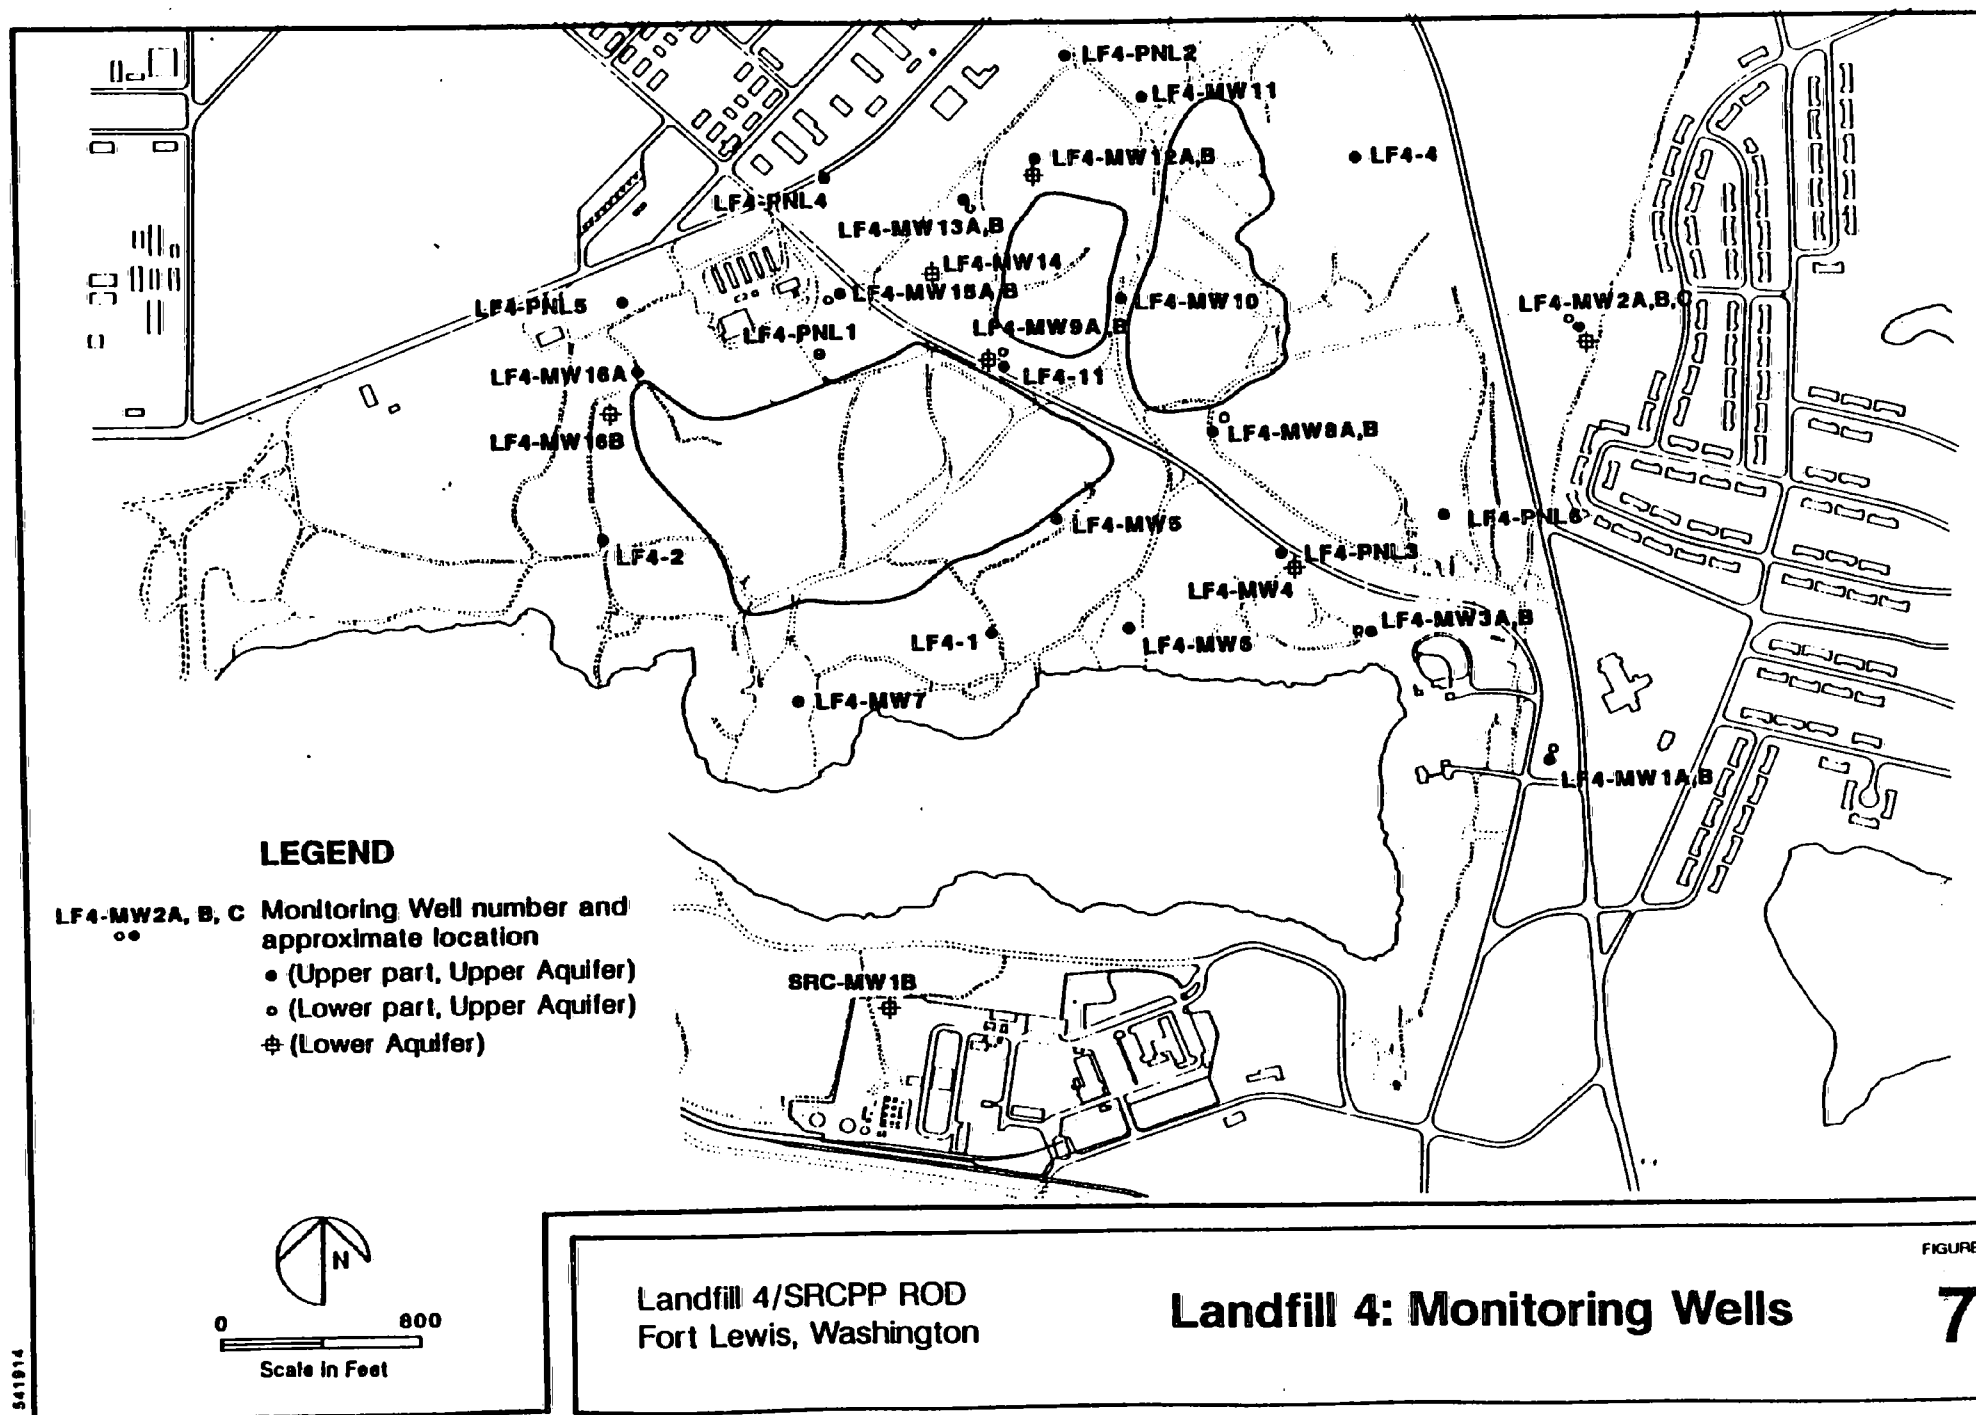 LF4-PNL2
LF4-MW11
LF4-MW12A,B
LF4-4
LF4-PNL4
LF4-MW13A,B
LF4-MW14
LF4-MW15A,B
LF4-PNL5
LF4-MW10
LF4-MW2A,B,C
LF4-PNL1
LF4-MW9A,B
LF4-MW16A
LF4-11
LF4-MW16B
LF4-MW8A,B
LF4-MW5
LF4-PNL6
LF4-2
LF4-PNL3
LF4-MW4
LF4-1
LF4-MW6
LF4-MW3A,B
LF4-MW7
LF4-MW1A,B
LEGEND
LF4-MW2A, B, C Monitoring Well number and
approximate location
(Upper part, Upper Aquifer)
(Lower part, Upper Aquifer)
(Lower Aquifer)
SRC-MW1B
N
0 800
Scale in Feet
541914
Landfill 4/SRCPP ROD
Fort Lewis, Washington
Landfill 4: Monitoring Wells
FIGURE
7